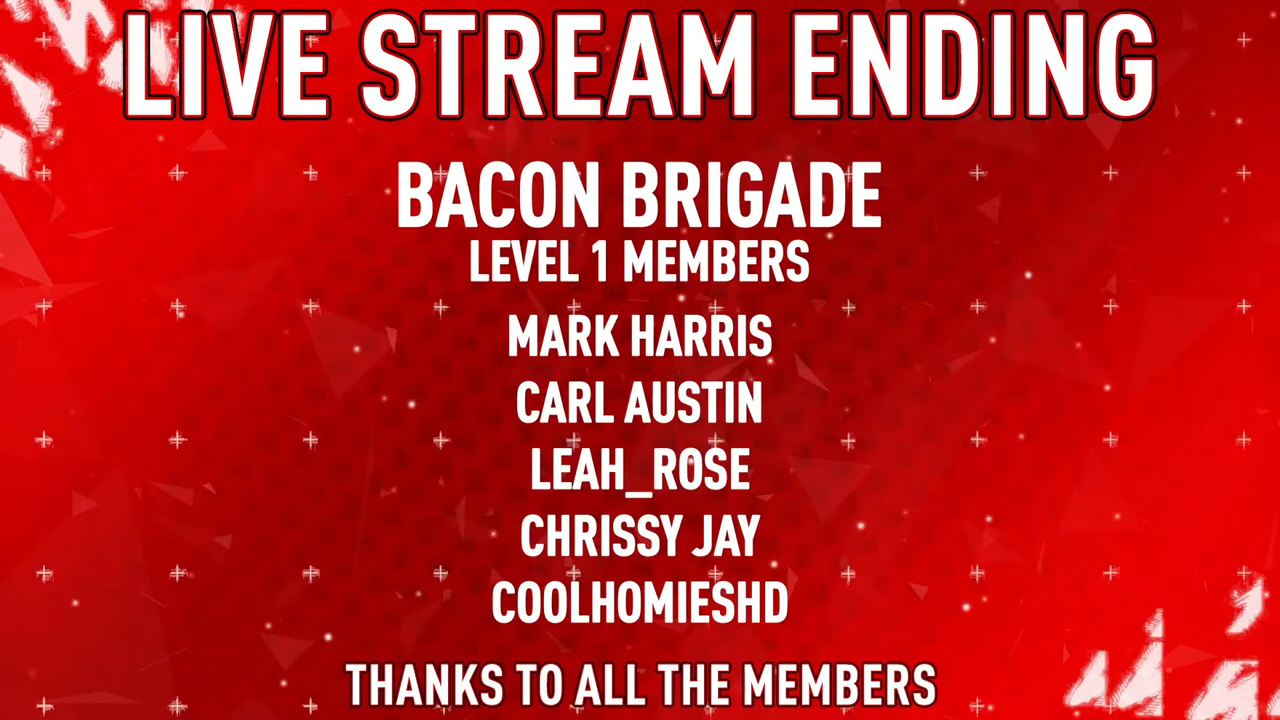 LIVE STREAM ENDING
BACON BRIGADE
LEVEL 1 MEMBERS
MARK HARRIS
CARL AUSTIN
LEAH_ROSE
CHRISSY JAY
COOLHOMIESHD
THANKS TO ALL THE MEMBERS